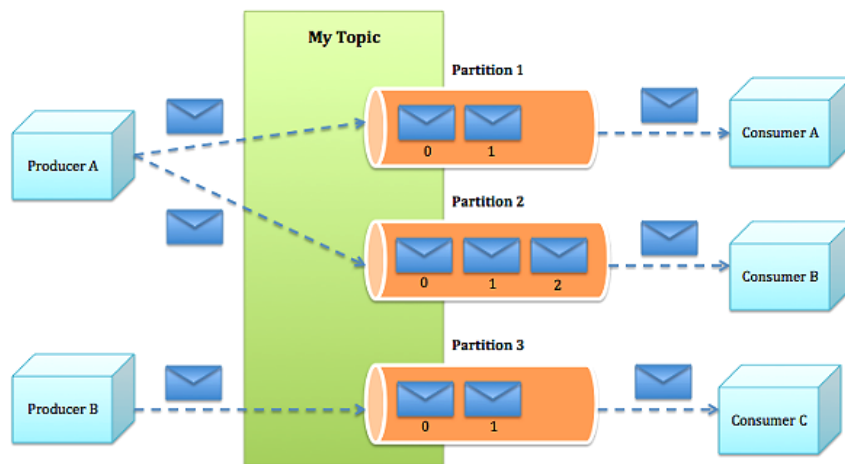 My Topic
Partition 1
Producer A
0 1
Consumer A
Partition 2
0 1 2
Consumer B
Partition 3
Producer B
0 1
Consumer C